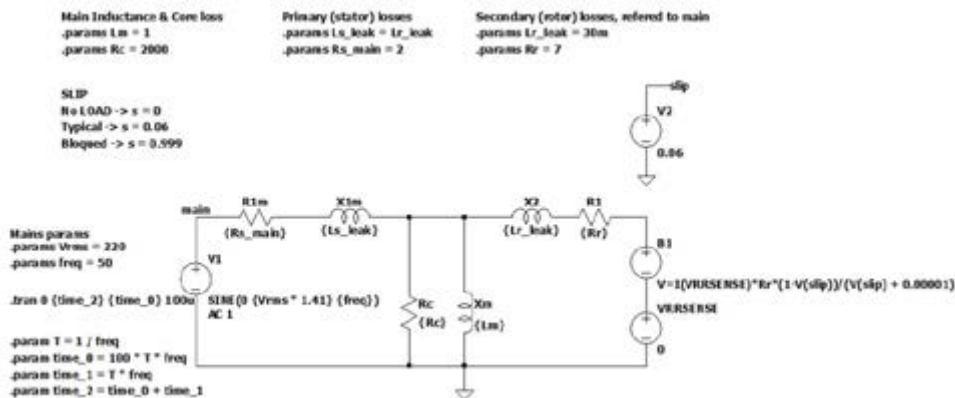 Main Inductance & Core loss
.params Lm = 1
.params Rc = 2000
Primary (stator) losses
.params Ls_leak = Lr_leak
.params Rs_main = 2
Secondary (rotor) losses, refered to main
.params Lr_leak = 30m
.params Rr = 7
SLIP
No LOAD -> s = 0
Typical -> s = 0.06
Bloqued -> s = 0.999
slip
V2
0.06
main
R1m
{Rs_main}
X1m
{Ls_leak}
X2
{Lr_leak}
R1
{Rr}
Mains params
.params Vrms = 220
.params freq = 50
V1
SINE(0 {Vrms * 1.41} {freq})
AC 1
.tran 0 {time_2} {time_0} 100u
Rc
{Rc}
Xm
{Lm}
B1
V=I(VRRSENSE)*Rr*(1-V(slip))/(V(slip) + 0.00001)
VRRSENSE
0
.param T = 1 / freq
.param time_0 = 100 * T * freq
.param time_1 = T * freq
.param time_2 = time_0 + time_1